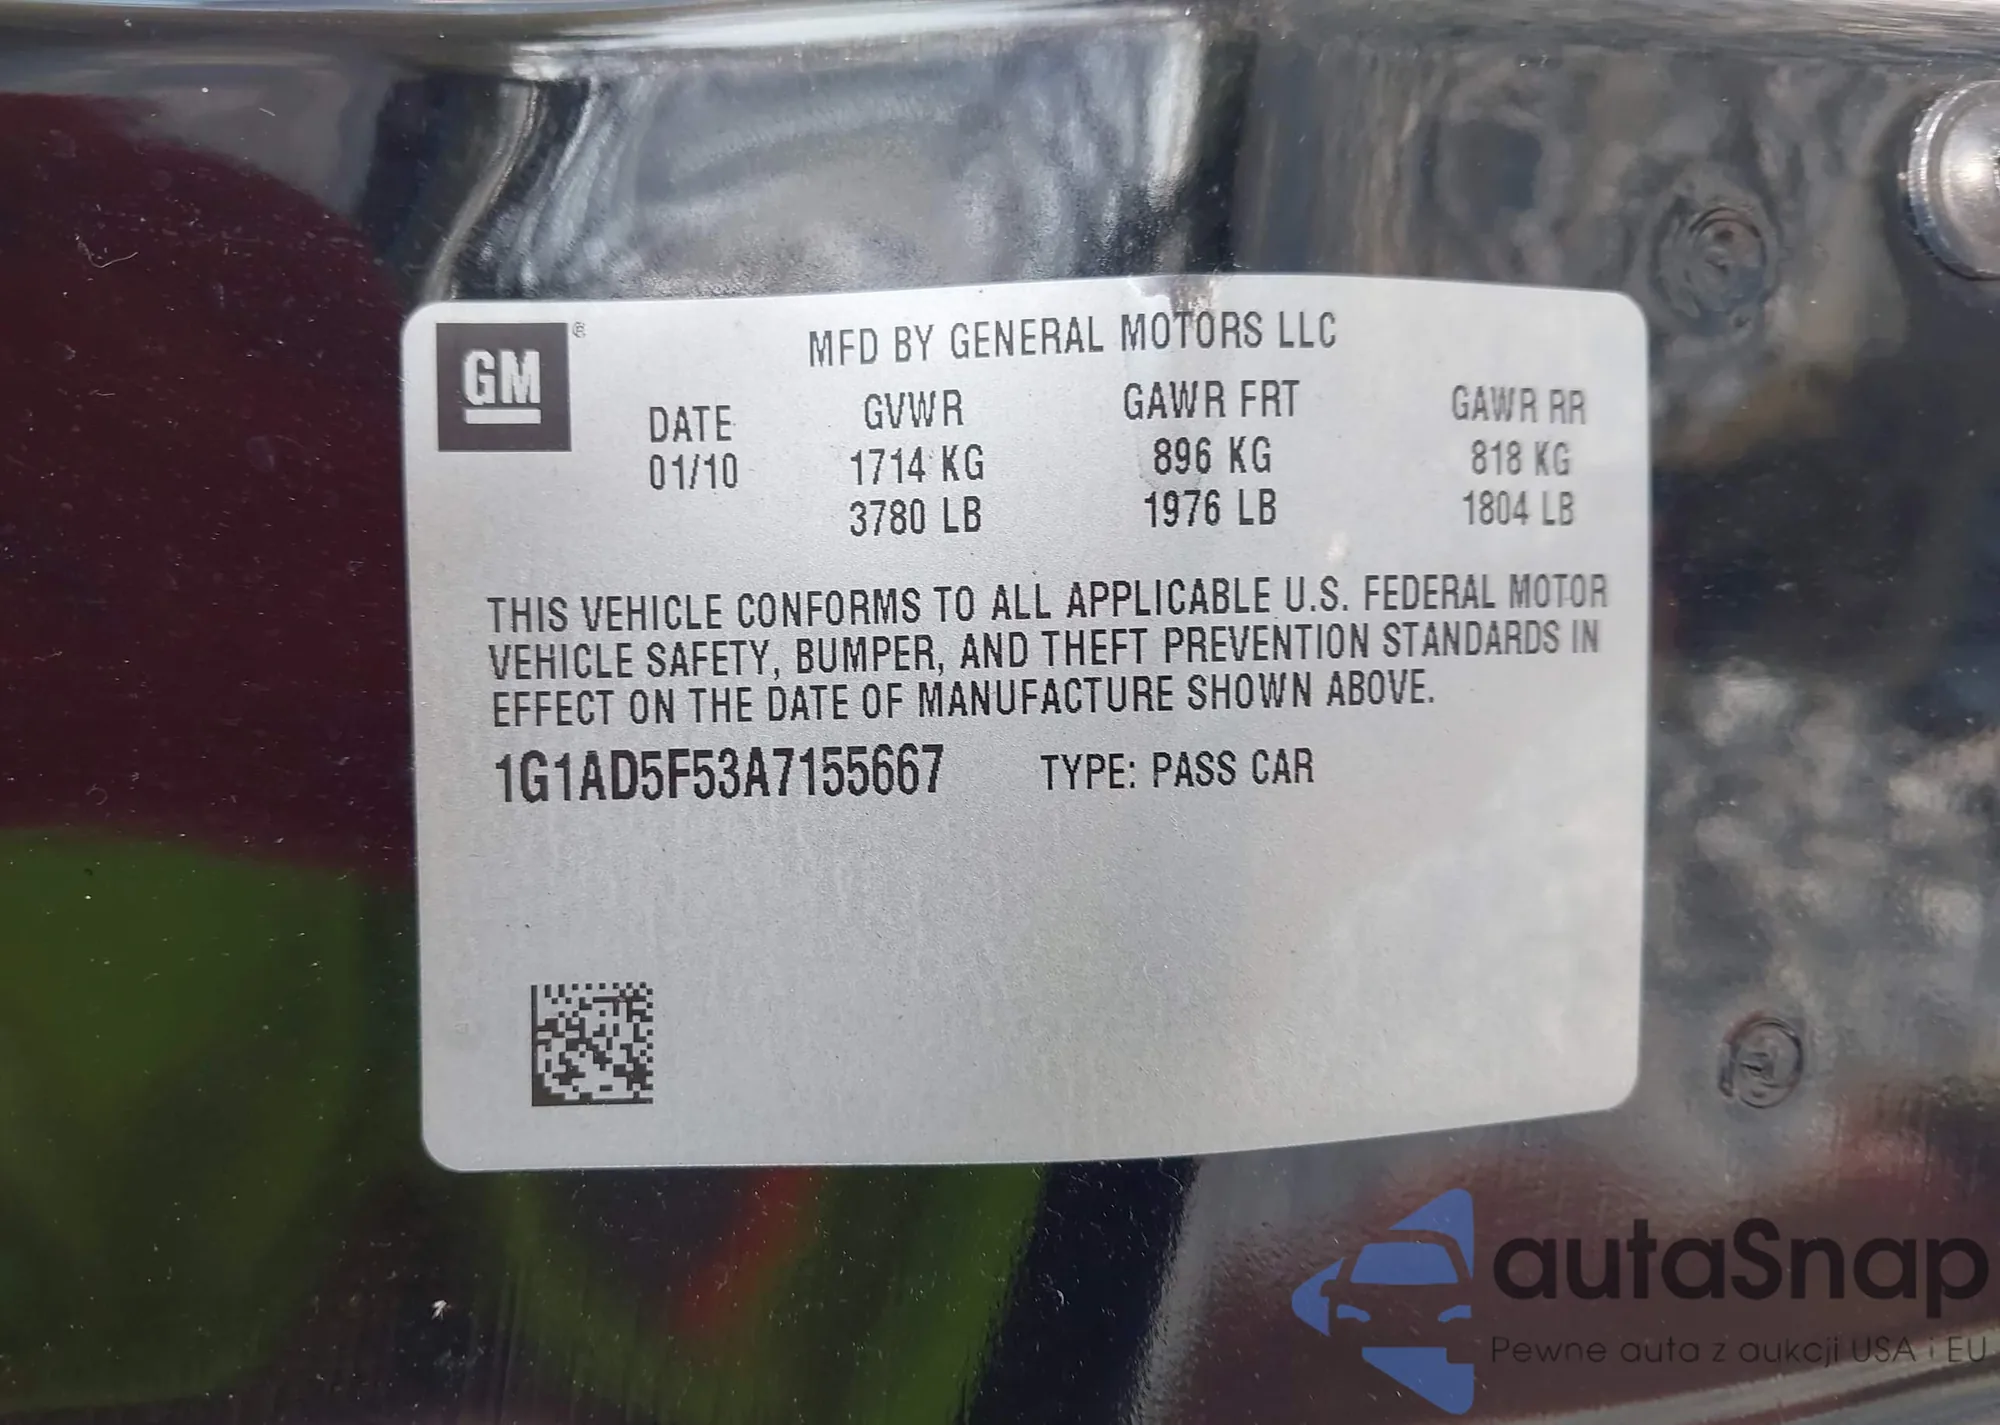 GM®
MFD BY GENERAL MOTORS LLC
DATE GVWR GAWR FRT GAWR RR
01/10 1714 KG 896 KG 818 KG
3780 LB 1976 LB 1804 LB
THIS VEHICLE CONFORMS TO ALL APPLICABLE U.S. FEDERAL MOTOR
VEHICLE SAFETY, BUMPER, AND THEFT PREVENTION STANDARDS IN
EFFECT ON THE DATE OF MANUFACTURE SHOWN ABOVE.
1G1AD5F53A7155667 TYPE: PASS CAR
autaSnap
Pewne auta z aukcji USA i EU